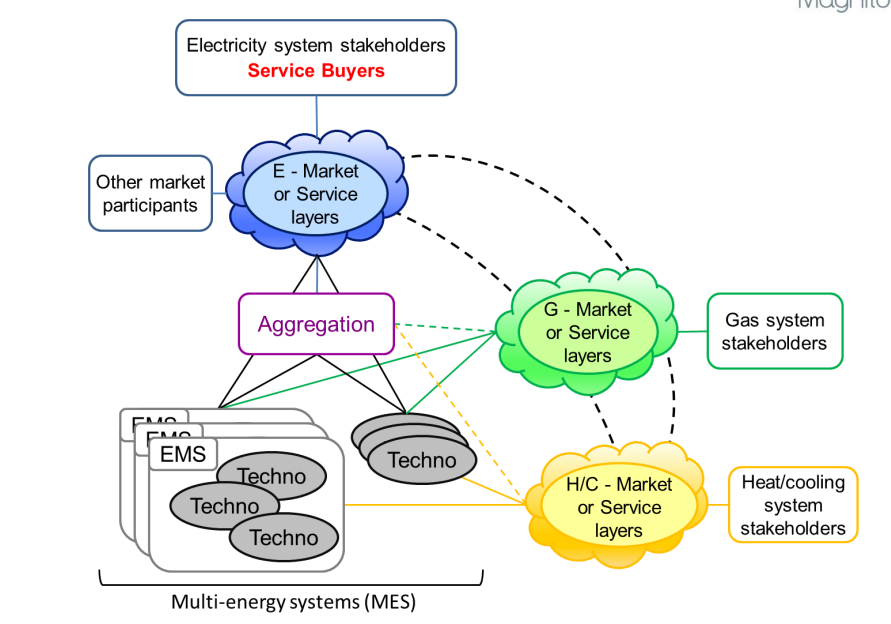 Electricity system stakeholders
Service Buyers
E - Market
or Service
layers
Other market
participants
Aggregation
G - Market
or Service
layers
Gas system
stakeholders
EMS
EMS
EMS
Techno
Techno
Techno
Techno
H/C - Market
or Service
layers
Heat/cooling
system
stakeholders
Multi-energy systems (MES)